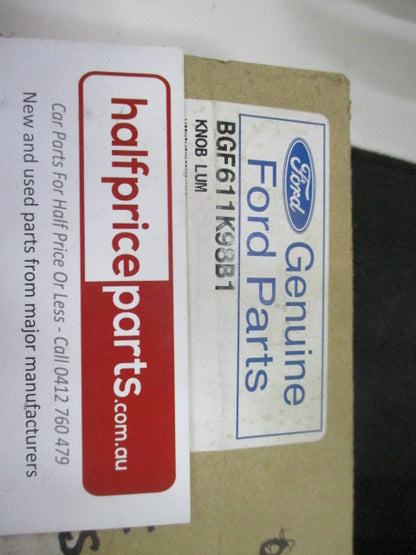 Ford
Genuine
Ford Parts
BGF611K98B1
KNOB LUM
halfpriceparts.com.au
Car Parts For Half Price Or Less - Call 0412 760 479
New and used parts from major manufacturers